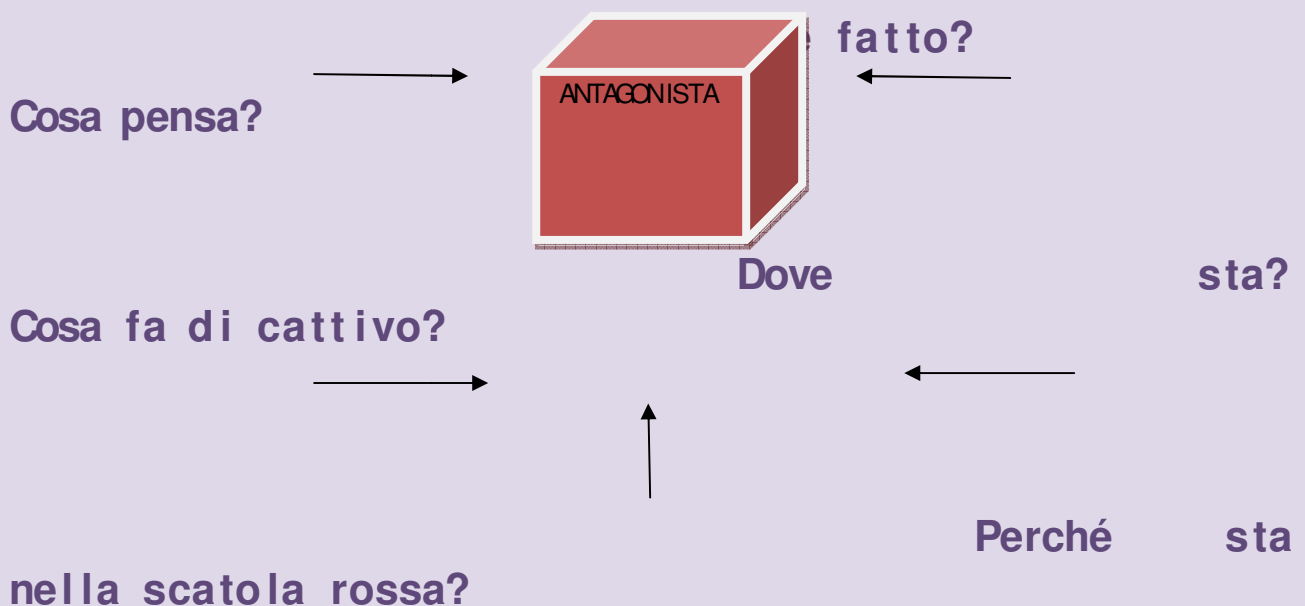 fatto?
ANTAGONISTA
Cosa pensa?
Dove sta?
Cosa fa di cattivo?
Perché sta
nella scatola rossa?